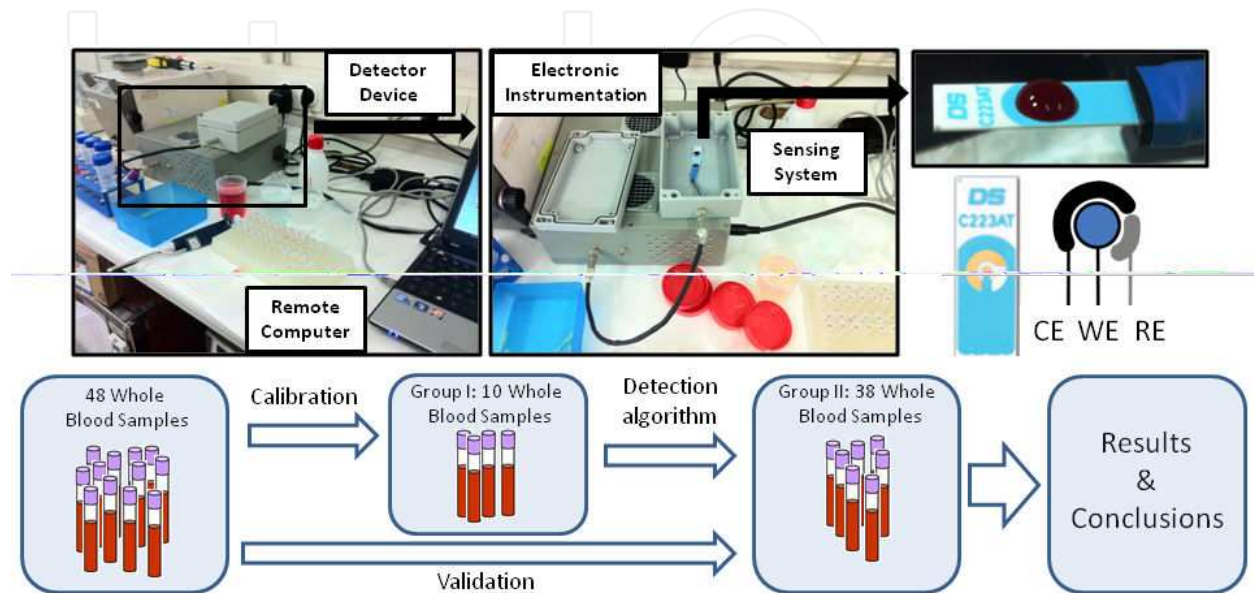 Detector
Device
Electronic
Instrumentation
Sensing
System
Remote
Computer
DS
C223AT
DS
C223AT
CE WE RE
48 Whole
Blood Samples
Calibration
Group I: 10 Whole
Blood Samples
Detection
algorithm
Group II: 38 Whole
Blood Samples
Results
&
Conclusions
Validation